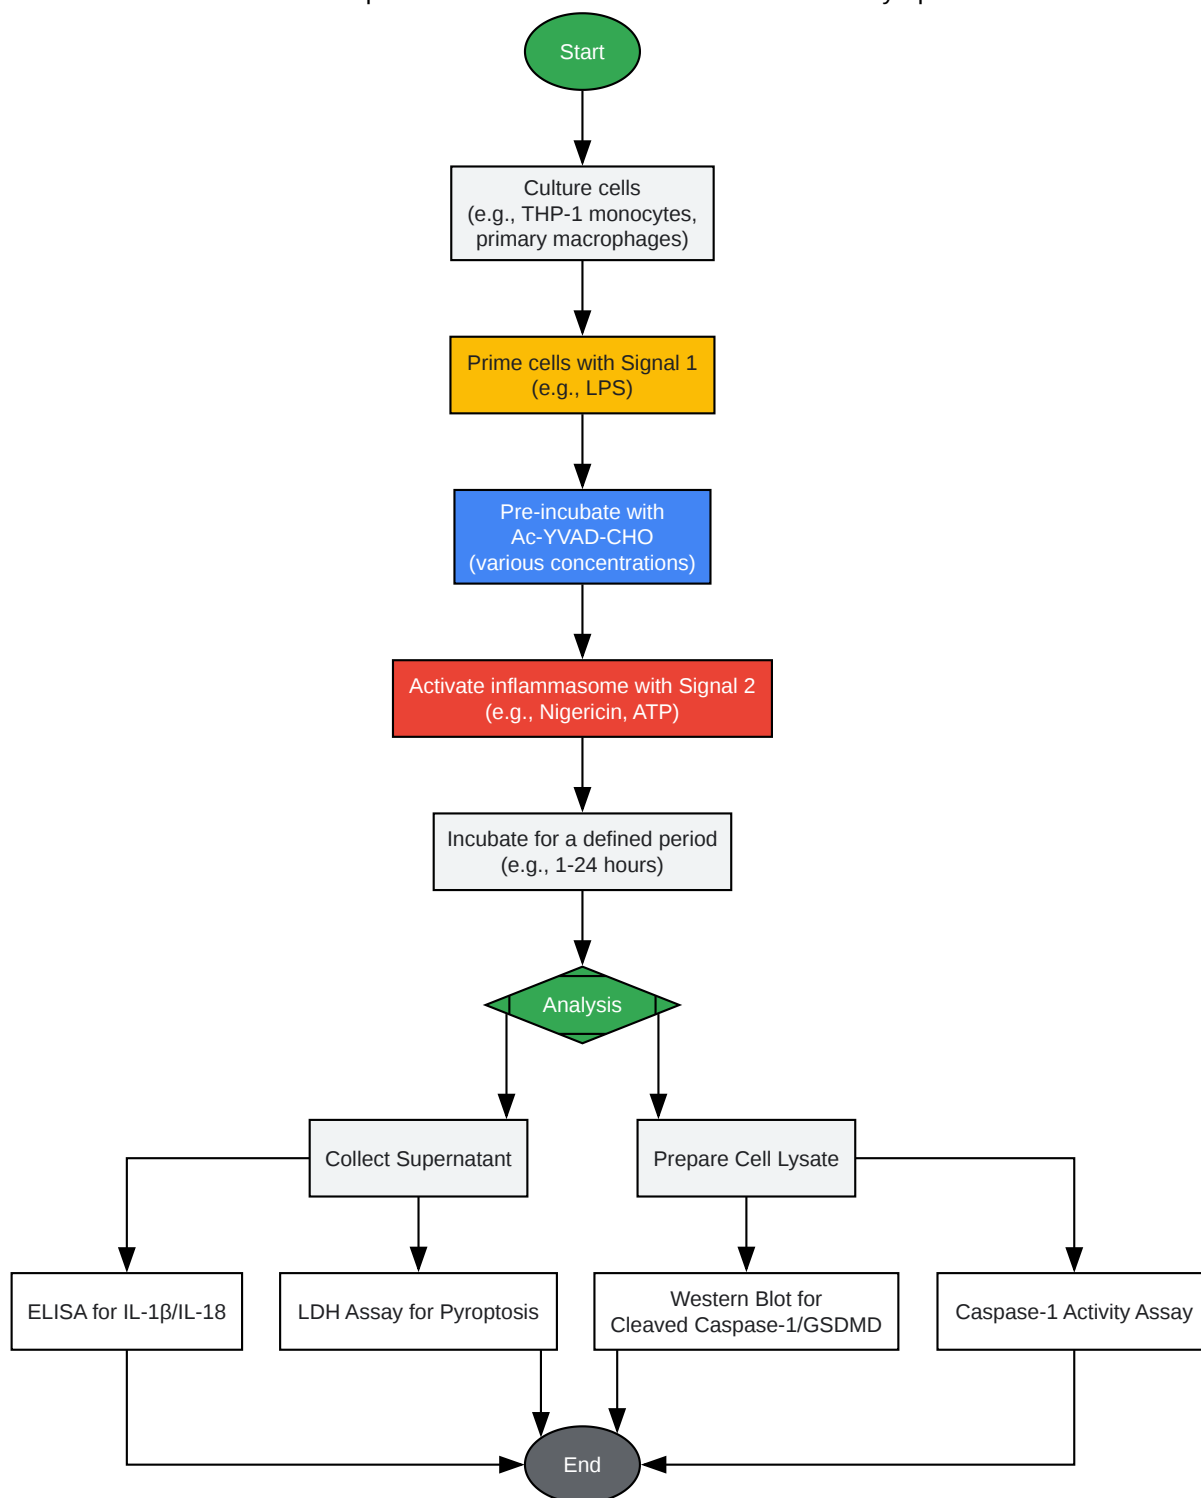 Start
Culture cells
(e.g., THP-1 monocytes,
primary macrophages)
Prime cells with Signal 1
(e.g., LPS)
Pre-incubate with
Ac-YVAD-CHO
(various concentrations)
Activate inflammasome with Signal 2
(e.g., Nigericin, ATP)
Incubate for a defined period
(e.g., 1-24 hours)
Analysis
Collect Supernatant
Prepare Cell Lysate
ELISA for IL-1β/IL-18
LDH Assay for Pyroptosis
Western Blot for
Cleaved Caspase-1/GSDMD
Caspase-1 Activity Assay
End